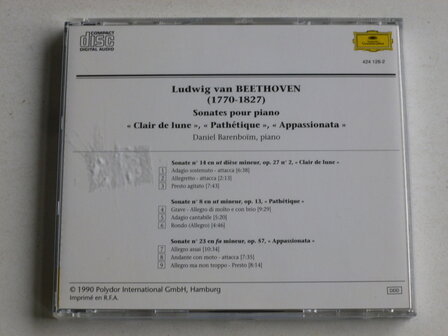 COMPACT
disc
DIGITAL AUDIO
Deutsche
Grammophon
424 126-2
Ludwig van BEETHOVEN
(1770-1827)
Sonates pour piano
« Clair de lune », « Pathétique », « Appassionata »
Daniel Barenboïm, piano
Sonate n° 14 en ut dièse mineur, op. 27 n° 2, « Clair de lune »
1 Adagio sostenuto - attacca [6:38]
2 Allegretto - attacca [2:13]
3 Presto agitato [7:43]
Sonate n° 8 en ut mineur, op. 13, « Pathétique »
4 Grave - Allegro di molto e con brio [9:29]
5 Adagio cantabile [5:20]
6 Rondo (Allegro) [4:46]
Sonate n° 23 en fa mineur, op. 57, « Appassionata »
7 Allegro assai [10:34]
8 Andante con moto - attacca [7:35]
9 Allegro ma non troppo - Presto [8:14]
© 1990 Polydor International GmbH, Hamburg
Imprimé en R.F.A.
DDD